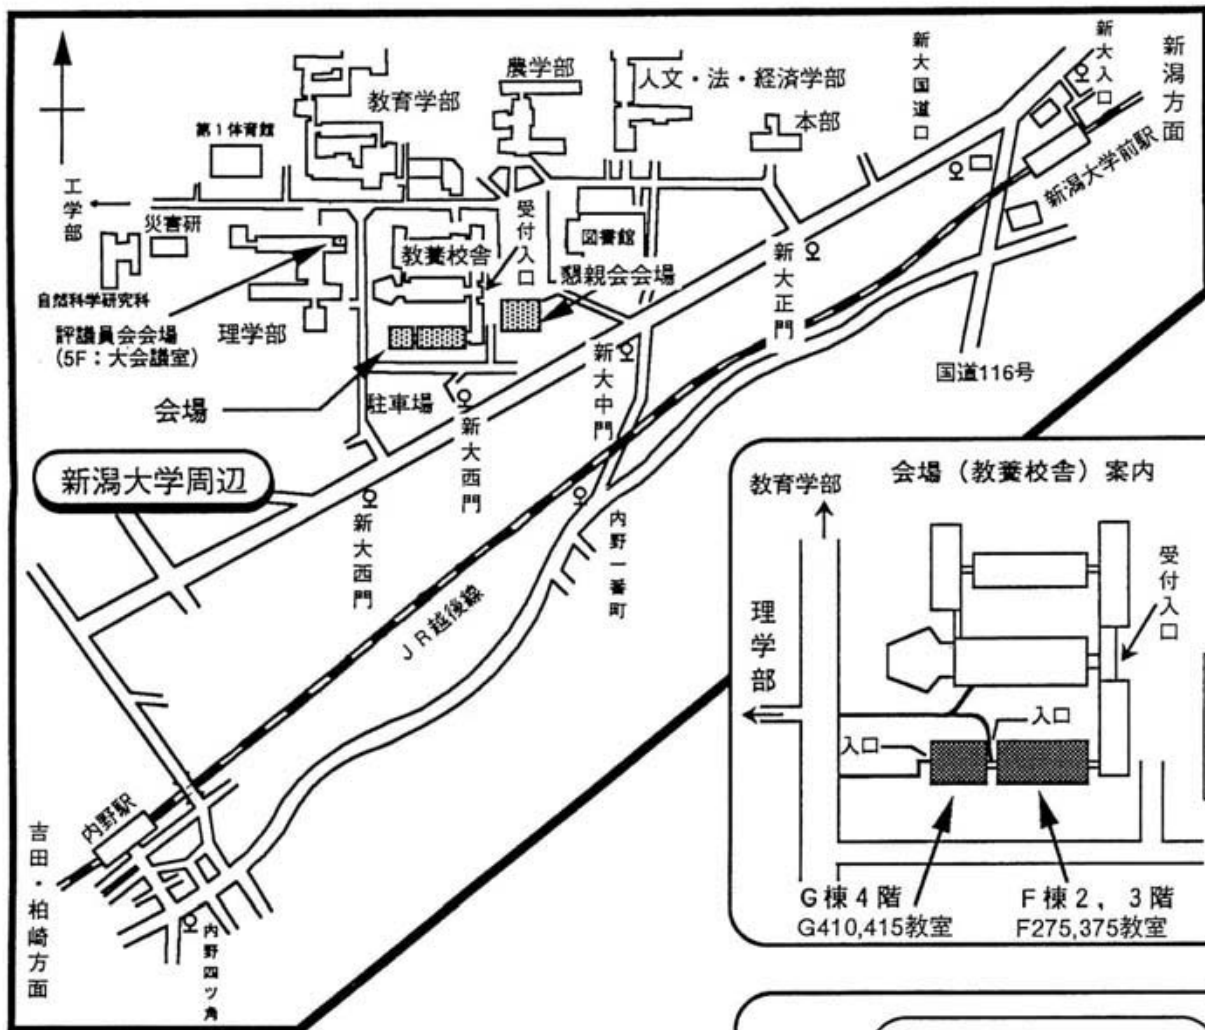 教育学部
農学部
人文・法・経済学部
本部
新大国道口
新大入口
新潟方面
第1体育館
工学部
災害研
自然科学研究科
評議員会会場
(5F：大会議室)
理学部
教養校舎
受付入口
図書館
懇親会会場
新大正門
新潟大学前駅
国道116号
会場
駐車場
新大西門
新大中門
新潟大学周辺
新大西門
内野一番町
JR越後線
内野駅
吉田・柏崎方面
内野四ツ角
会場（教養校舎）案内
教育学部
受付入口
理学部
入口
入口
G棟4階
G410,415教室
F棟2，3階
F275,375教室